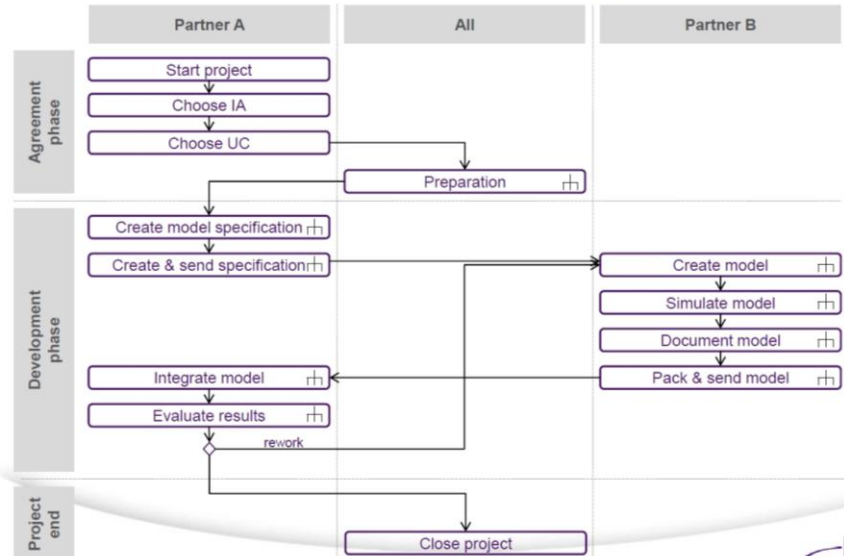 Partner A
All
Partner B
Agreement
phase
Start project
Choose IA
Choose UC
Preparation
Development
phase
Create model specification
Create & send specification
Create model
Simulate model
Document model
Integrate model
Pack & send model
Evaluate results
rework
Project
end
Close project